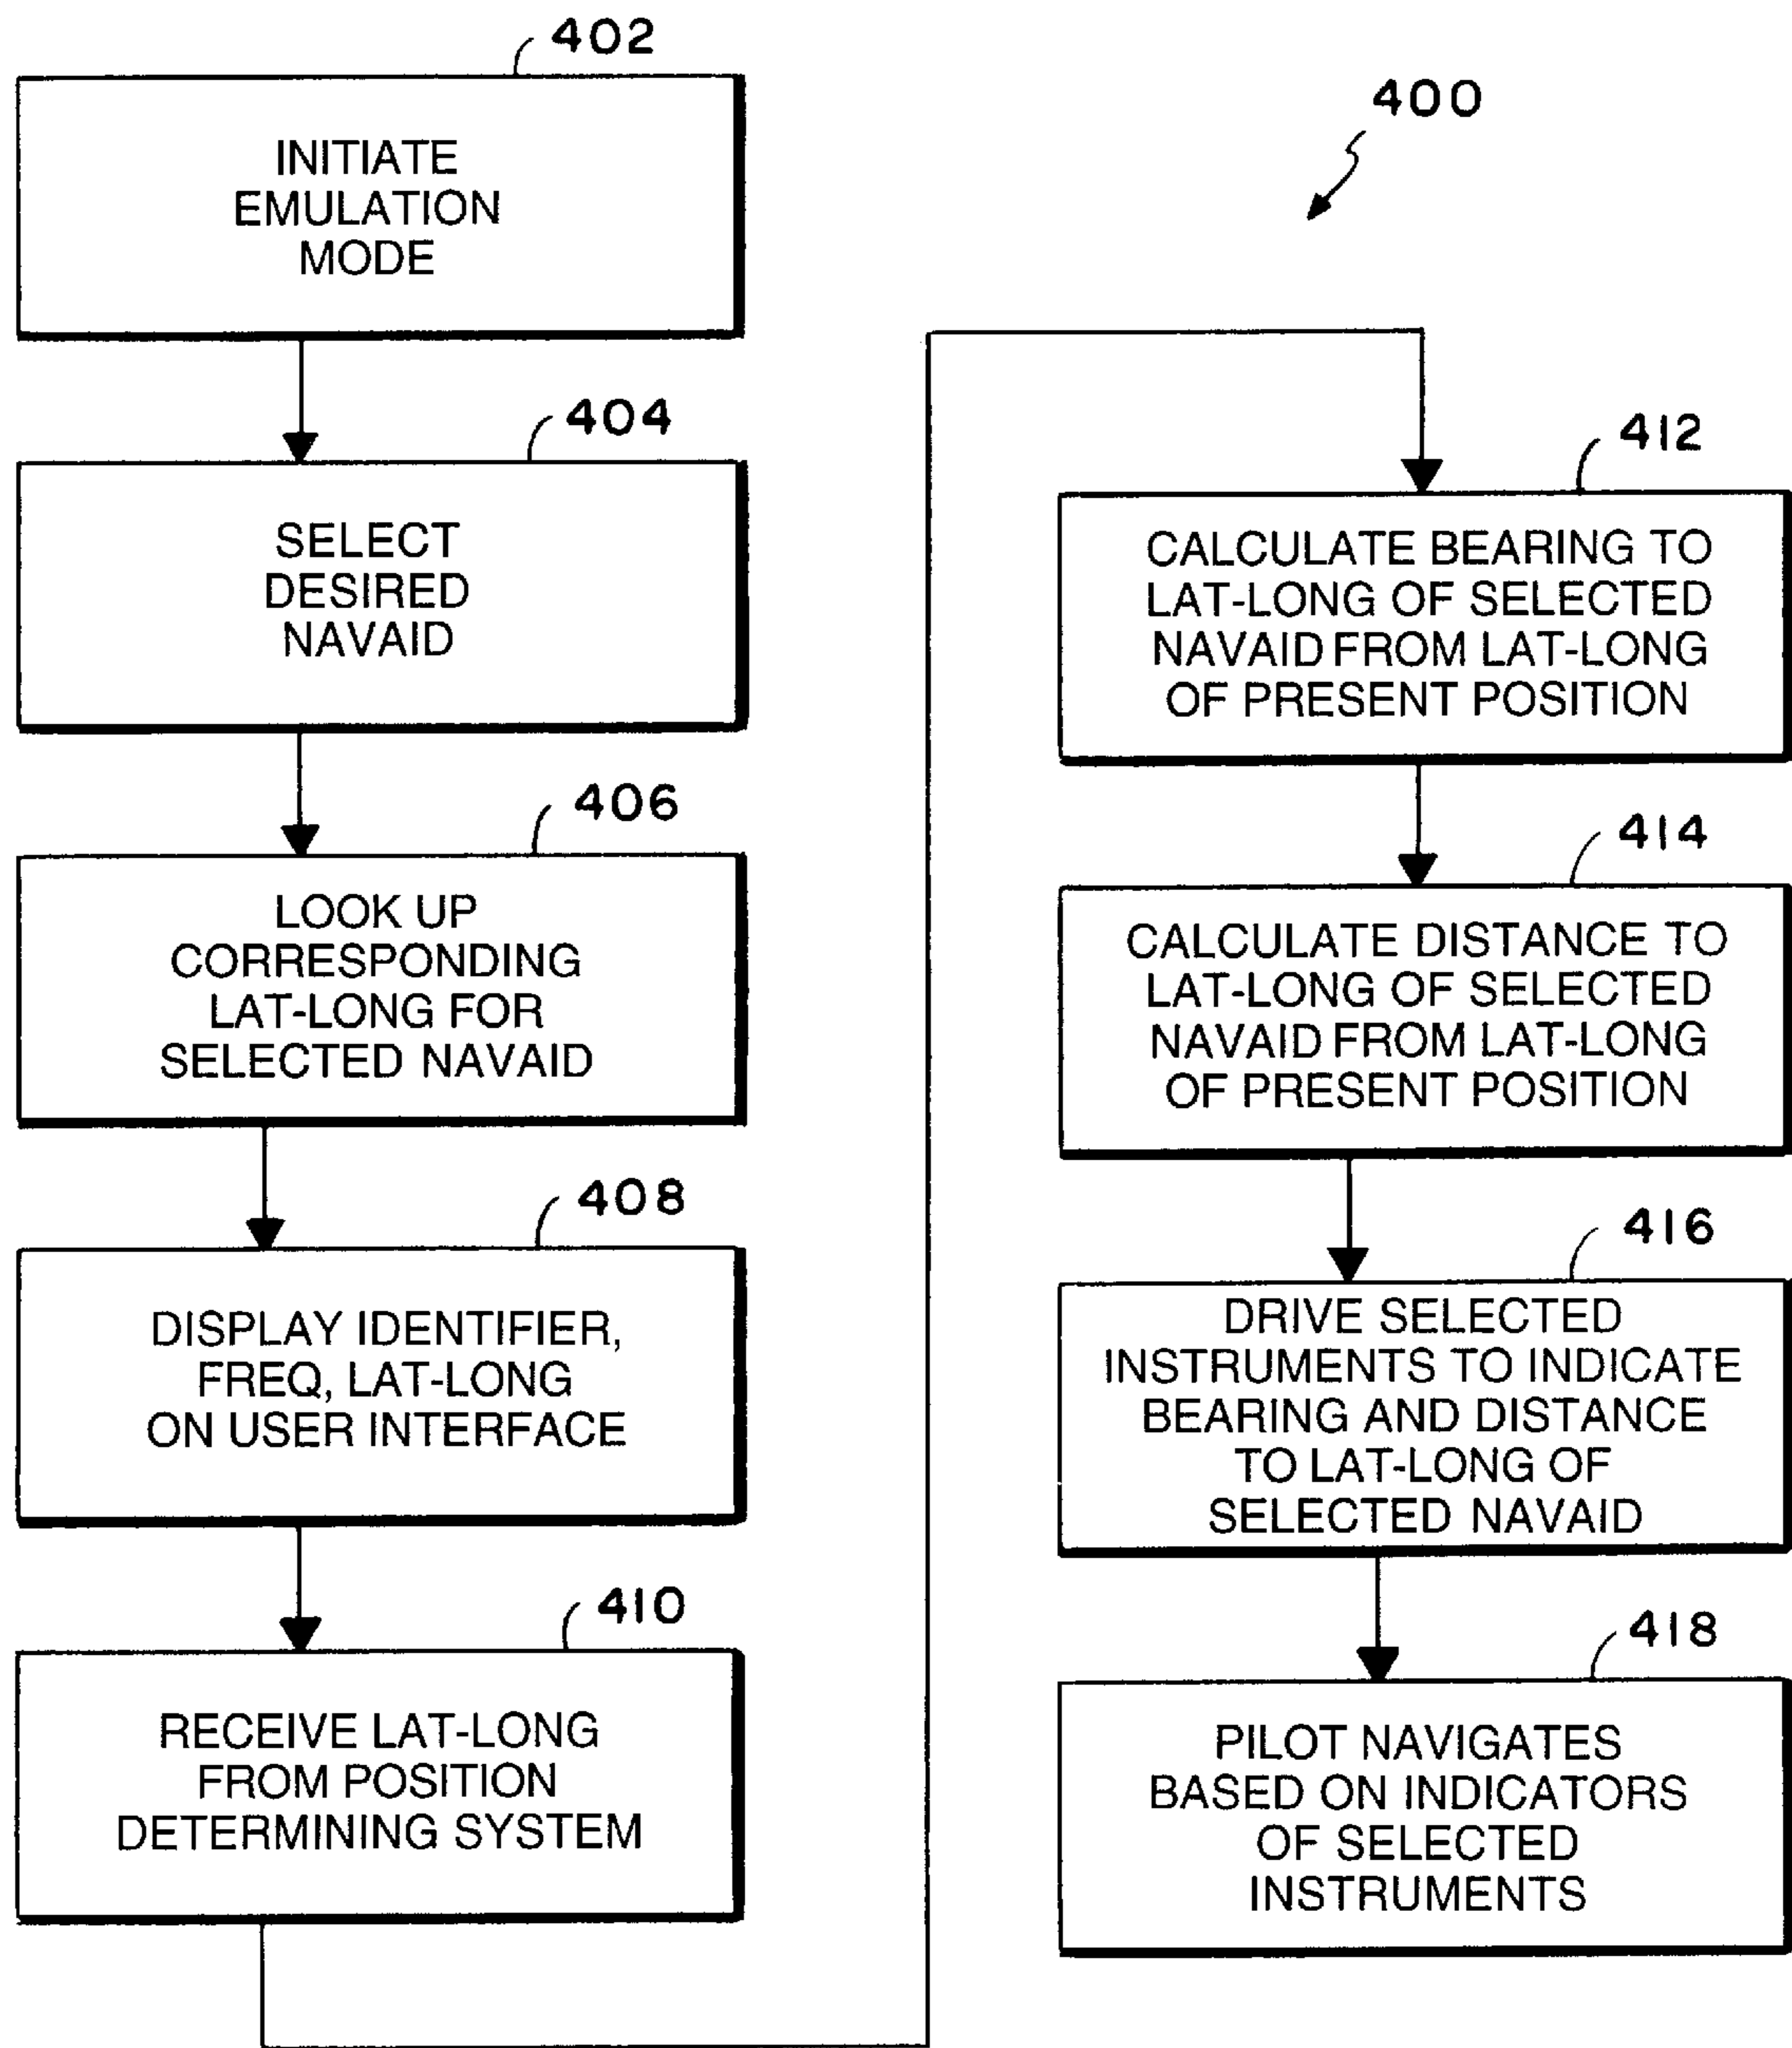 402
INITIATE
EMULATION
MODE
404
SELECT
DESIRED
NAVAID
406
LOOK UP
CORRESPONDING
LAT-LONG FOR
SELECTED NAVAID
408
DISPLAY IDENTIFIER,
FREQ, LAT-LONG
ON USER INTERFACE
410
RECEIVE LAT-LONG
FROM POSITION
DETERMINING SYSTEM
400
412
CALCULATE BEARING TO
LAT-LONG OF SELECTED
NAVAID FROM LAT-LONG
OF PRESENT POSITION
414
CALCULATE DISTANCE TO
LAT-LONG OF SELECTED
NAVAID FROM LAT-LONG
OF PRESENT POSITION
416
DRIVE SELECTED
INSTRUMENTS TO INDICATE
BEARING AND DISTANCE
TO LAT-LONG OF
SELECTED NAVAID
418
PILOT NAVIGATES
BASED ON INDICATORS
OF SELECTED
INSTRUMENTS